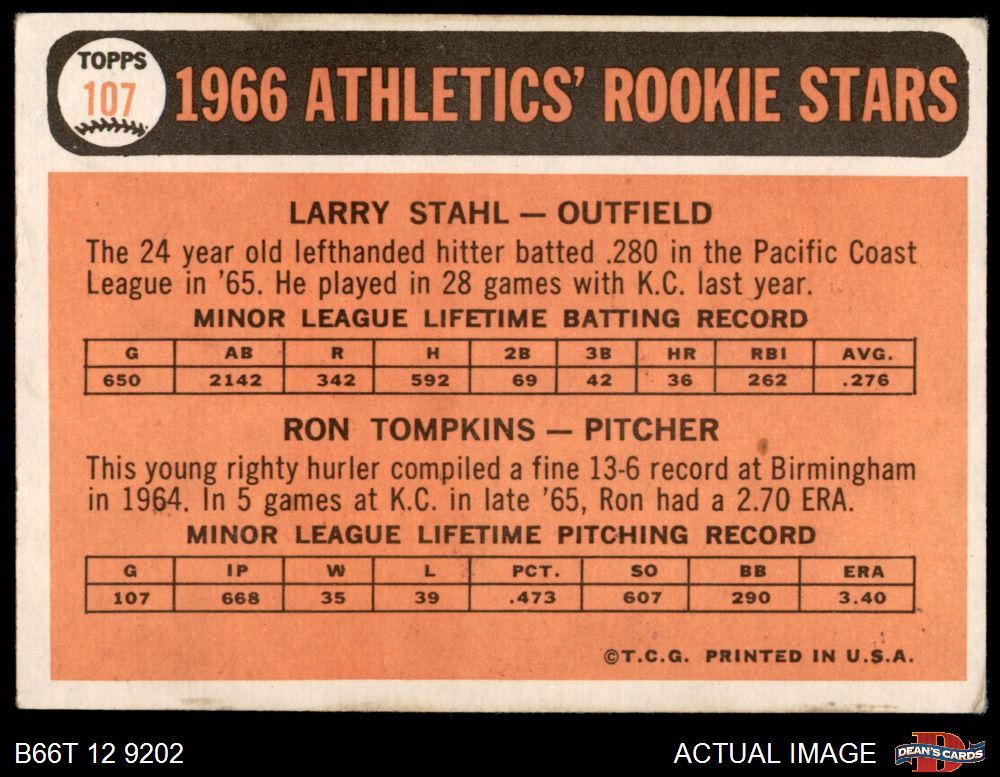 TOPPS
107
1966 ATHLETICS' ROOKIE STARS
LARRY STAHL — OUTFIELD
The 24 year old lefthanded hitter batted .280 in the Pacific Coast
League in '65. He played in 28 games with K.C. last year.
MINOR LEAGUE LIFETIME BATTING RECORD
G AB R H 2B 3B HR RBI AVG.
650 2142 342 592 69 42 36 262 .276
RON TOMPKINS — PITCHER
This young righty hurler compiled a fine 13-6 record at Birmingham
in 1964. In 5 games at K.C. in late '65, Ron had a 2.70 ERA.
MINOR LEAGUE LIFETIME PITCHING RECORD
G IP W L PCT. SO BB ERA
107 668 35 39 .473 607 290 3.40
©T.C.G. PRINTED IN U.S.A.
B66T 12 9202
ACTUAL IMAGE
D
DEAN'S CARDS